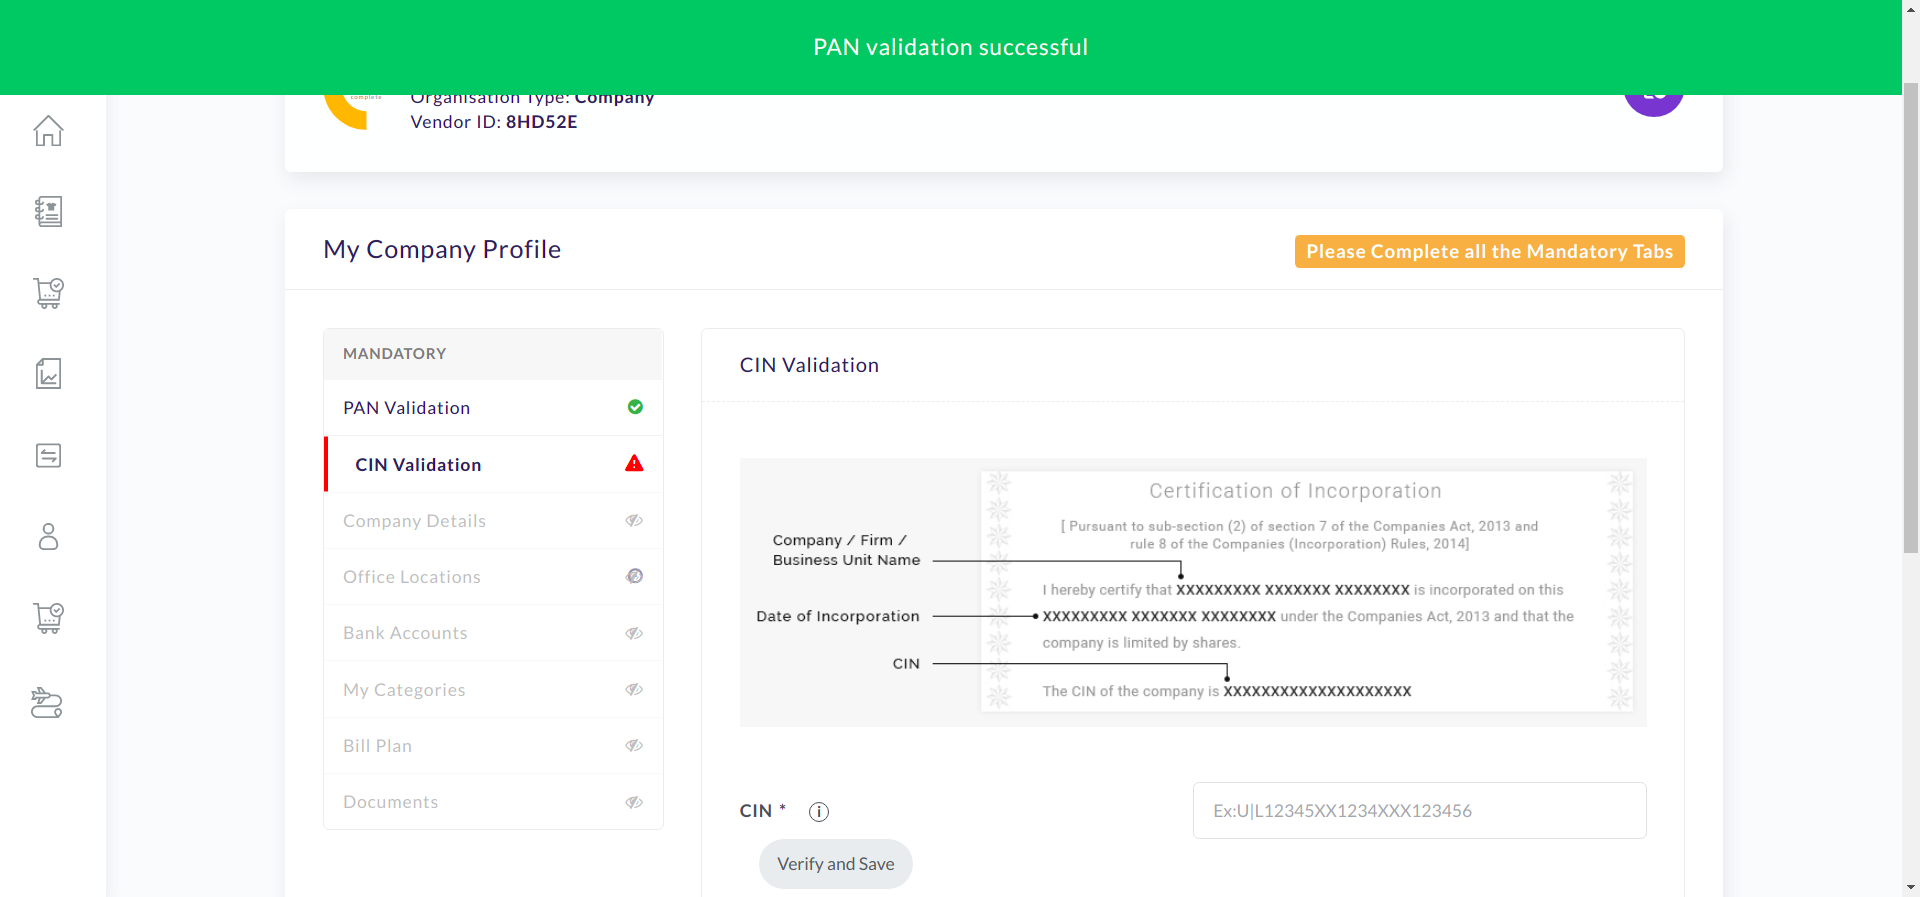 PAN validation successful
complete
Organisation Type: Company
Vendor ID: 8HD52E
My Company Profile
Please Complete all the Mandatory Tabs
MANDATORY
PAN Validation
CIN Validation
Company Details
Office Locations
Bank Accounts
My Categories
Bill Plan
Documents
CIN Validation
Certification of Incorporation
[ Pursuant to sub-section (2) of section 7 of the Companies Act, 2013 and
rule 8 of the Companies (Incorporation) Rules, 2014]
Company / Firm /
Business Unit Name
I hereby certify that XXXXXXXXX XXXXXXX XXXXXXXX is incorporated on this
Date of Incorporation
XXXXXXXXX XXXXXXX XXXXXXXX under the Companies Act, 2013 and that the
company is limited by shares.
CIN
The CIN of the company is XXXXXXXXXXXXXXXXXXXX
CIN *
Ex:U|L12345XX1234XXX123456
Verify and Save